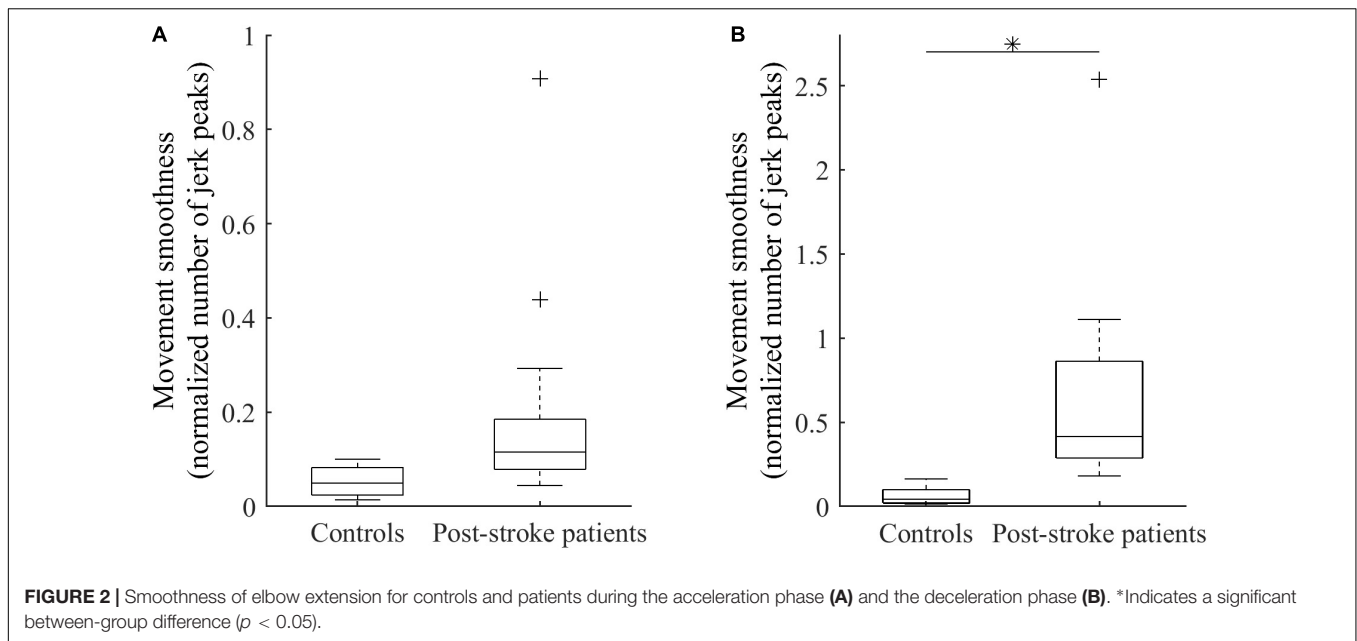 A
Movement smoothness
(normalized number of jerk peaks)
1
0.8
0.6
0.4
0.2
0
Controls Post-stroke patients
B
*
Movement smoothness
(normalized number of jerk peaks)
2.5
2
1.5
1
0.5
0
Controls Post-stroke patients
FIGURE 2 | Smoothness of elbow extension for controls and patients during the acceleration phase (A) and the deceleration phase (B). *Indicates a significant
between-group difference (p < 0.05).